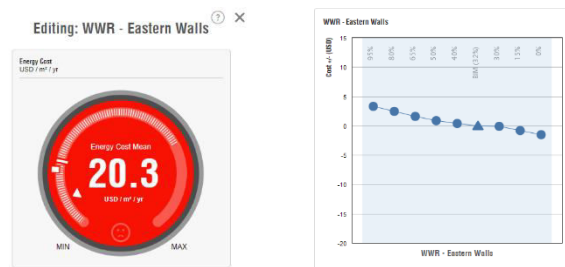 Editing: WWR - Eastern Walls
?
Energy Cost
USD / m² / yr
Energy Cost Mean
20.3
USD / m² / yr
MIN
MAX
WWR - Eastern Walls
Cost +/- (USD)
15
10
5
0
-5
-10
-15
-20
95%
80%
65%
50%
40%
BIM (32%)
30%
15%
0%
WWR - Eastern Walls